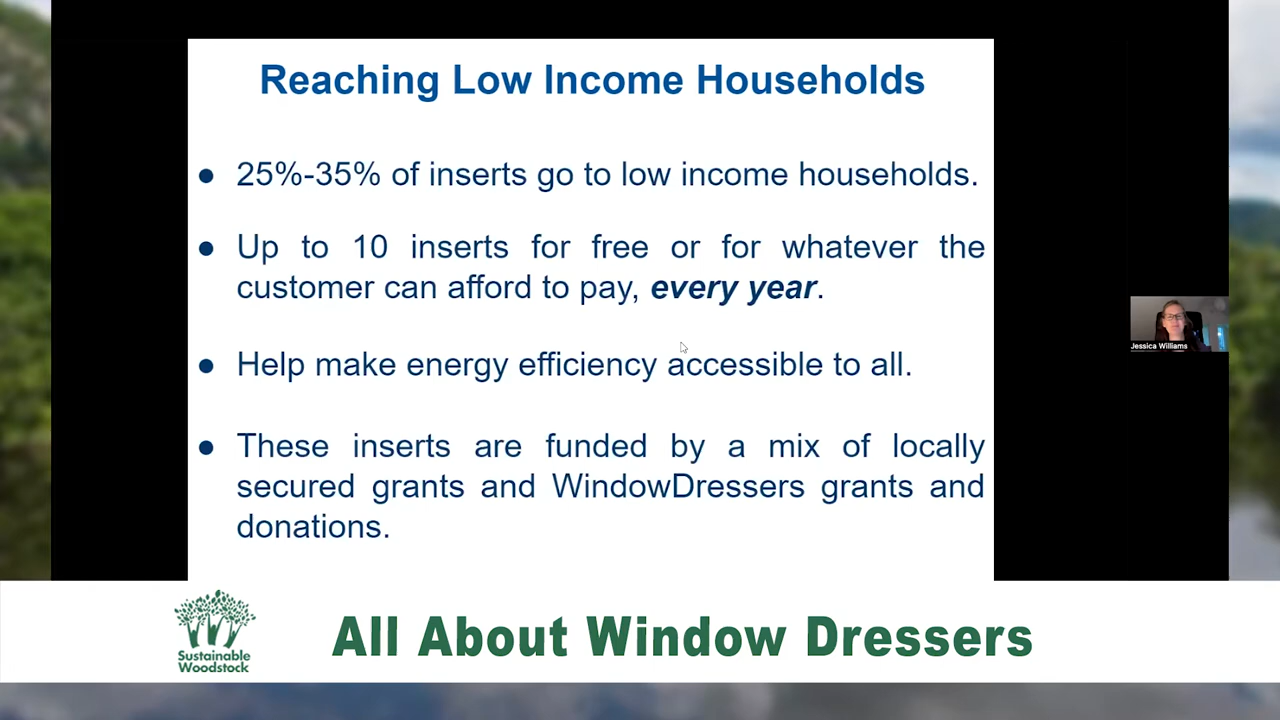 Reaching Low Income Households
● 25%-35% of inserts go to low income households.
● Up to 10 inserts for free or for whatever the
customer can afford to pay, every year.
● Help make energy efficiency accessible to all.
● These inserts are funded by a mix of locally
secured grants and WindowDressers grants and
donations.
Jessica Williams
Sustainable
Woodstock
All About Window Dressers